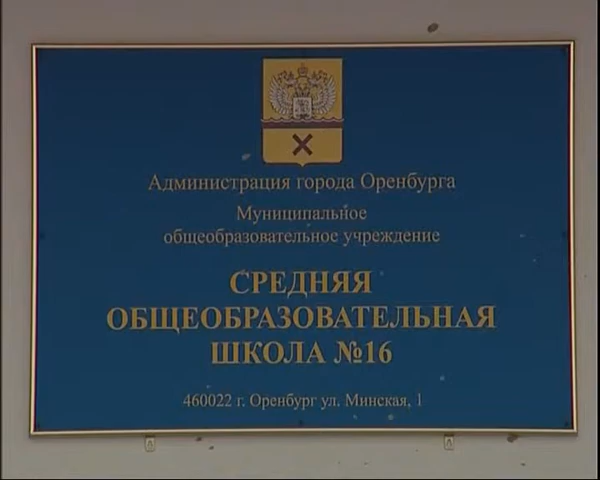 Администрация города Оренбурга
Муниципальное
общеобразовательное учреждение
СРЕДНЯЯ
ОБЩЕОБРАЗОВАТЕЛЬНАЯ
ШКОЛА №16
460022 г. Оренбург ул. Минская, 1